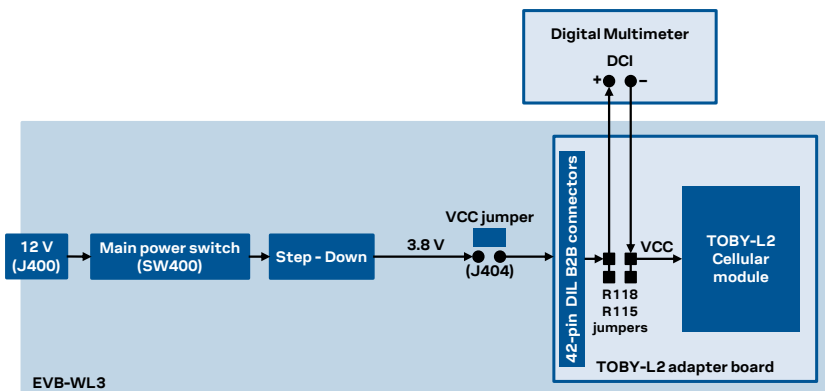 Digital Multimeter
DCI
+ −
VCC jumper
12 V
(J400)
Main power switch
(SW400)
Step - Down
3.8 V
(J404)
42-pin DIL B2B connectors
VCC
R118
R115
jumpers
TOBY-L2
Cellular
module
TOBY-L2 adapter board
EVB-WL3